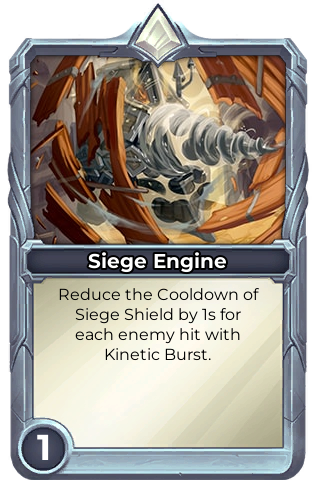 Siege Engine
Reduce the Cooldown of
Siege Shield by 1s for
each enemy hit with
Kinetic Burst.
1